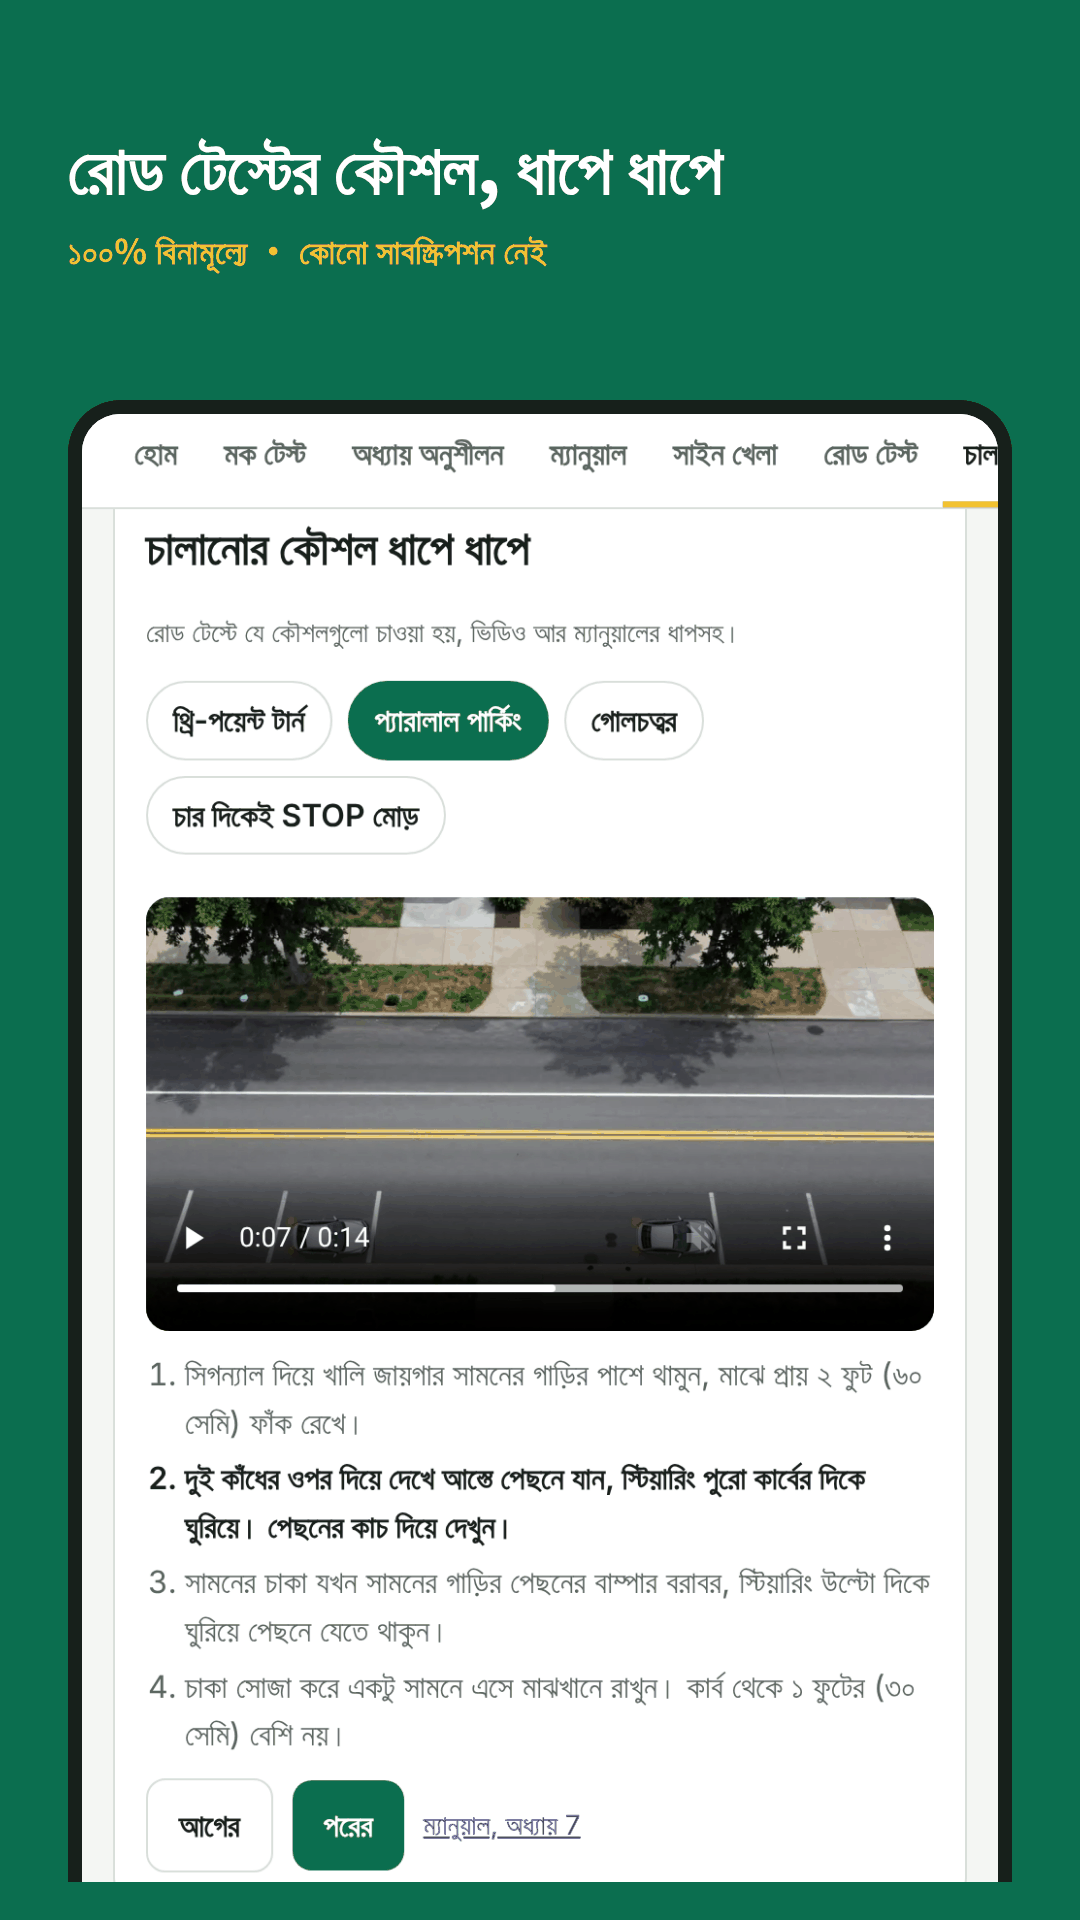 রোড টেস্টের কৌশল, ধাপে ধাপে
১০০% বিনামূল্যে • কোনো সাবস্ক্রিপশন নেই
হোম মক টেস্ট অধ্যায় অনুশীলন ম্যানুয়াল সাইন খেলা রোড টেস্ট চাল
চালানোর কৌশল ধাপে ধাপে
রোড টেস্টে যে কৌশলগুলো চাওয়া হয়, ভিডিও আর ম্যানুয়ালের ধাপসহ।
থ্রি-পয়েন্ট টার্ন প্যারালাল পার্কিং গোলচত্বর
চার দিকেই STOP মোড়
0:07 / 0:14
1. সিগন্যাল দিয়ে খালি জায়গার সামনের গাড়ির পাশে থামুন, মাঝে প্রায় ২ ফুট (৬০
সেমি) ফাঁক রেখে।
2. দুই কাঁধের ওপর দিয়ে দেখে আস্তে পেছনে যান, স্টিয়ারিং পুরো কার্বের দিকে
ঘুরিয়ে। পেছনের কাচ দিয়ে দেখুন।
3. সামনের চাকা যখন সামনের গাড়ির পেছনের বাম্পার বরাবর, স্টিয়ারিং উল্টো দিকে
ঘুরিয়ে পেছনে যেতে থাকুন।
4. চাকা সোজা করে একটু সামনে এসে মাঝখানে রাখুন। কার্ব থেকে ১ ফুটের (৩০
সেমি) বেশি নয়।
আগের পরের ম্যানুয়াল, অধ্যায় 7